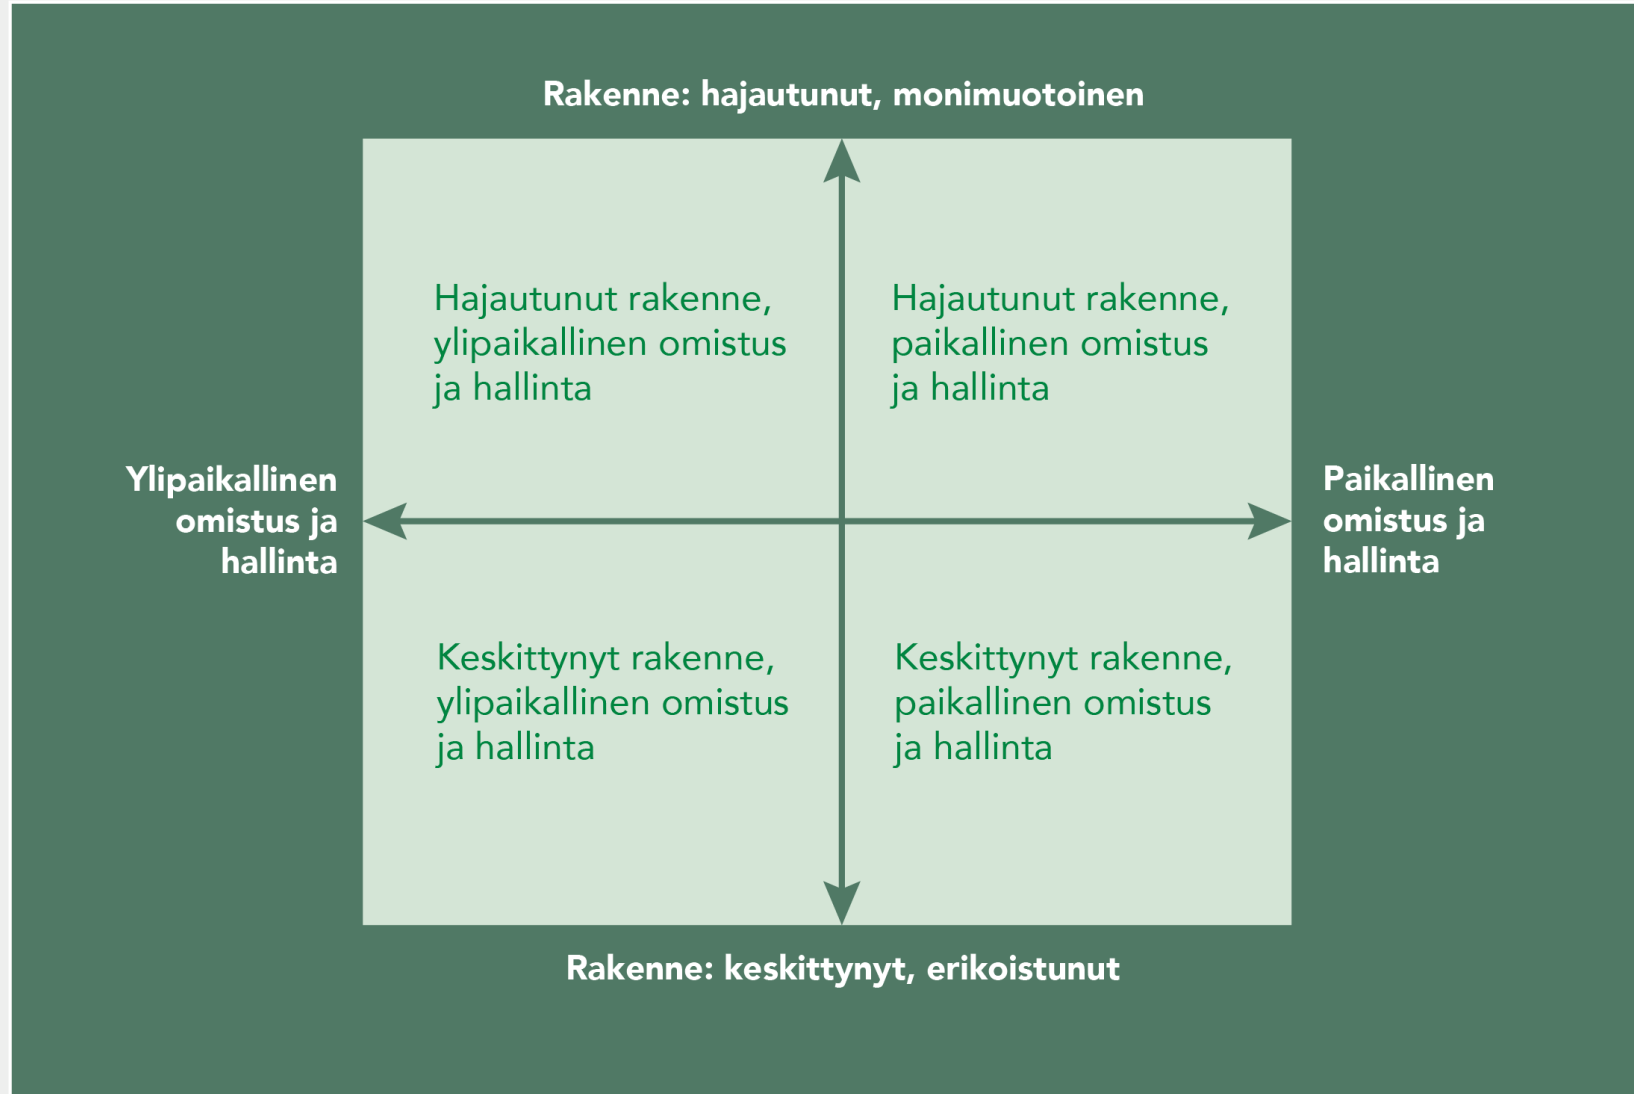 Rakenne: hajautunut, monimuotoinen
Hajautunut rakenne,
ylipaikallinen omistus
ja hallinta
Hajautunut rakenne,
paikallinen omistus
ja hallinta
Ylipaikallinen
omistus ja
hallinta
Paikallinen
omistus ja
hallinta
Keskittynyt rakenne,
ylipaikallinen omistus
ja hallinta
Keskittynyt rakenne,
paikallinen omistus
ja hallinta
Rakenne: keskittynyt, erikoistunut